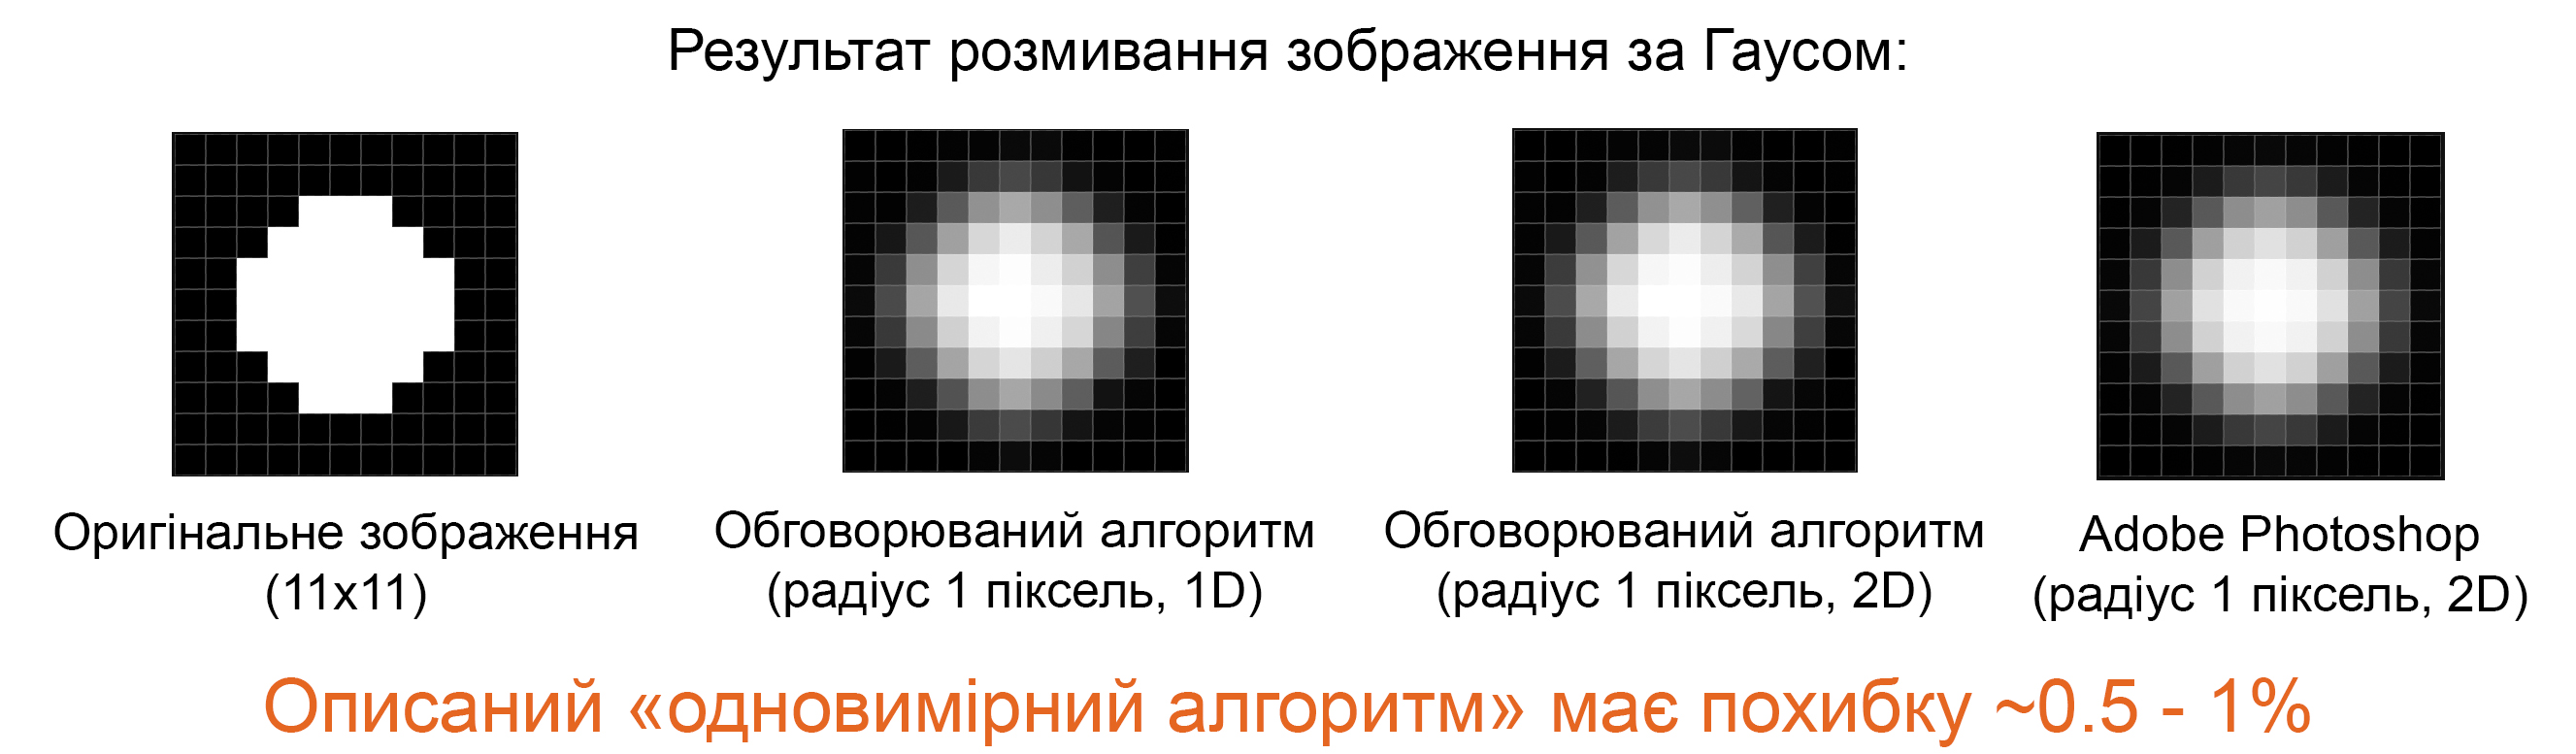 Результат розмивання зображення за Гаусом:
Оригінальне зображення
(11x11)
Обговорюваний алгоритм
(радіус 1 піксель, 1D)
Обговорюваний алгоритм
(радіус 1 піксель, 2D)
Adobe Photoshop
(радіус 1 піксель, 2D)
Описаний «одновимірний алгоритм» має похибку ~0.5 - 1%